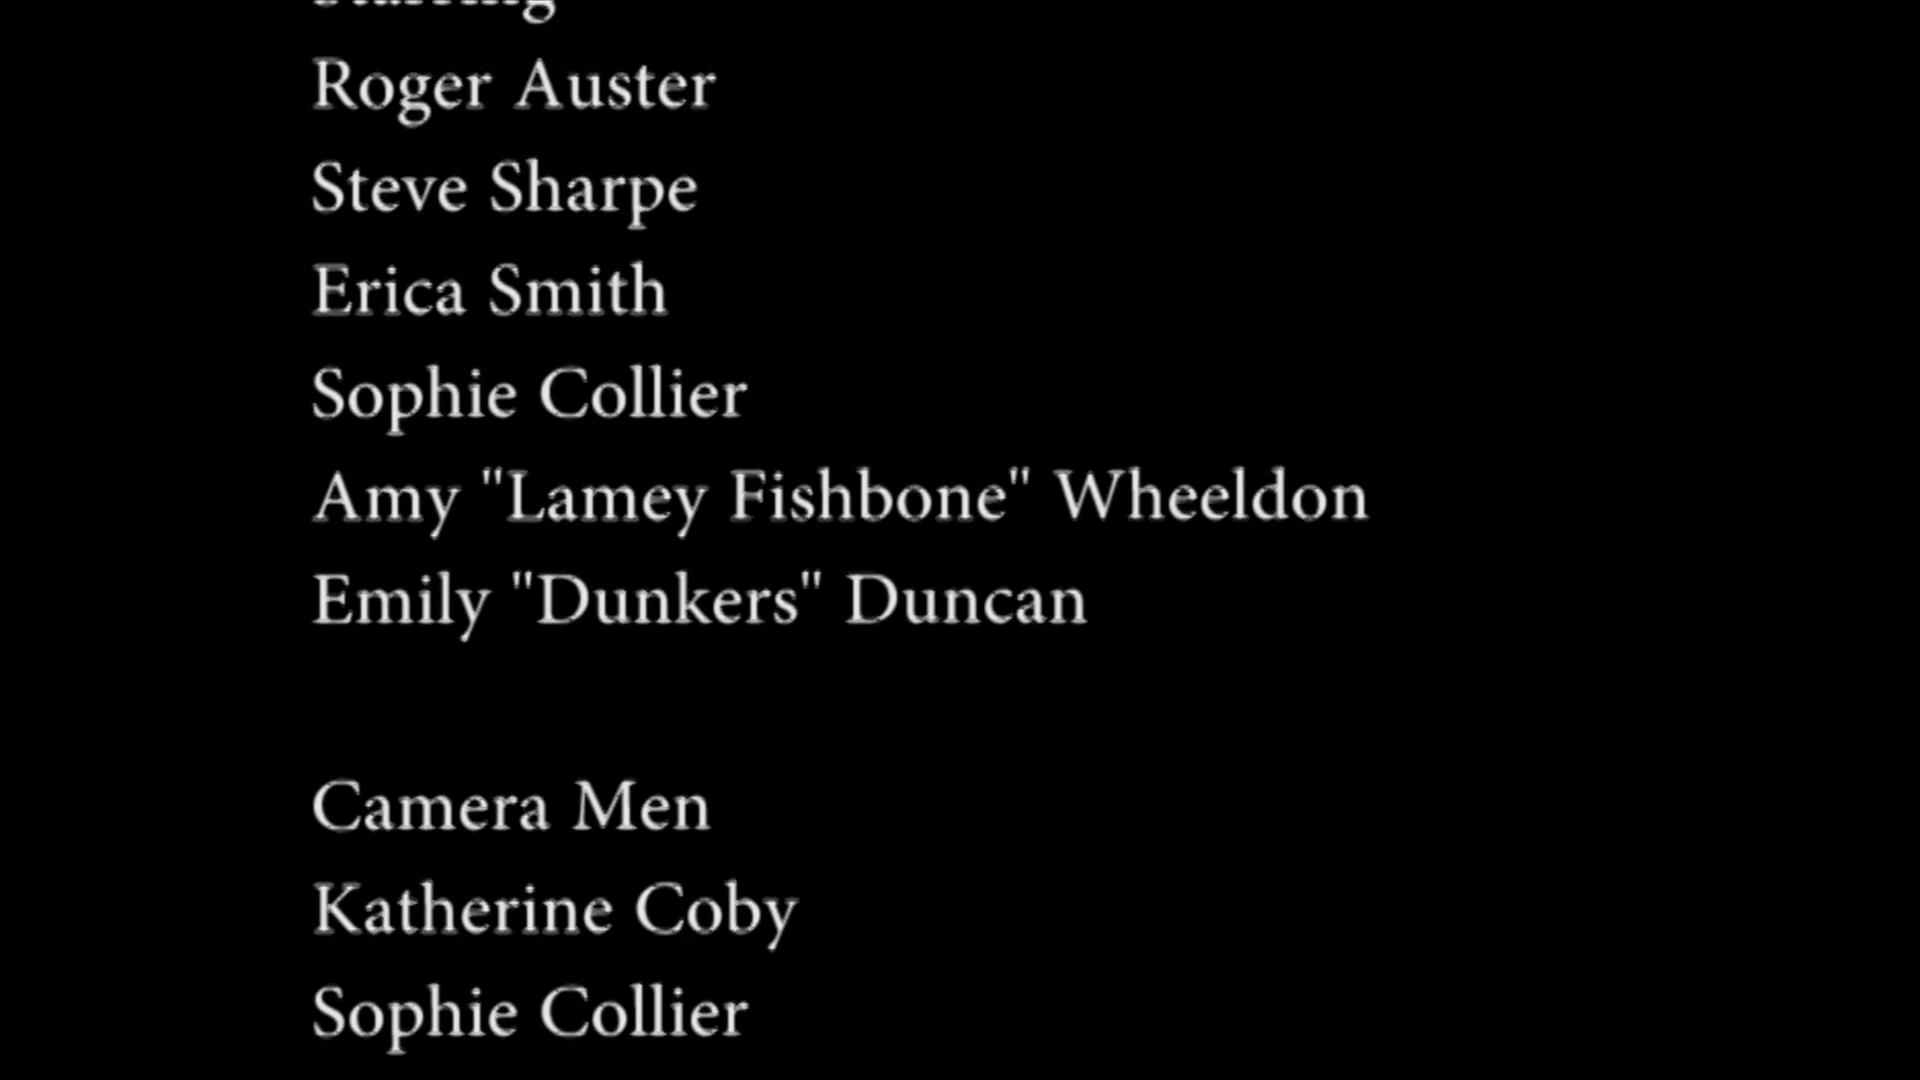 Starring
Roger Auster
Steve Sharpe
Erica Smith
Sophie Collier
Amy "Lamey Fishbone" Wheeldon
Emily "Dunkers" Duncan
Camera Men
Katherine Coby
Sophie Collier